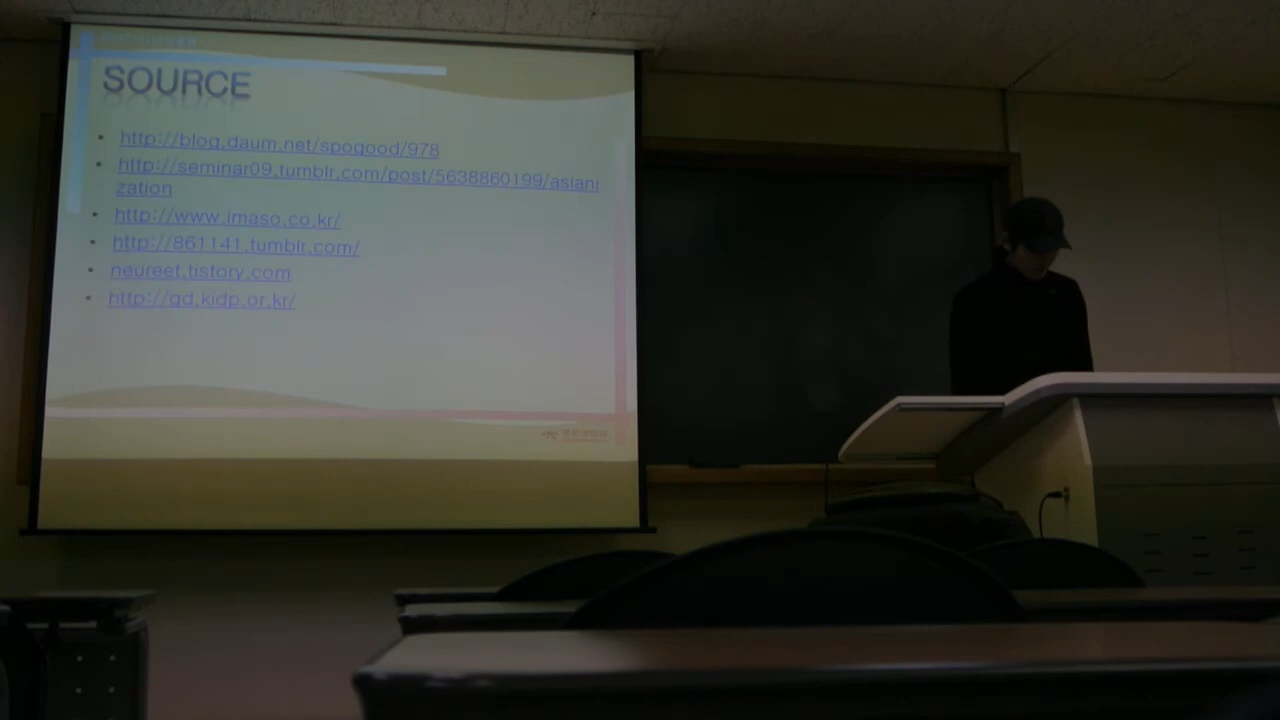 SOURCE
http://blog.daum.net/spogood/978
http://seminar09.tumblr.com/post/5638860199/asiani
zation
http://www.imaso.co.kr/
http://861141.tumblr.com/
neureet.tistory.com
http://gd.kidp.or.kr/